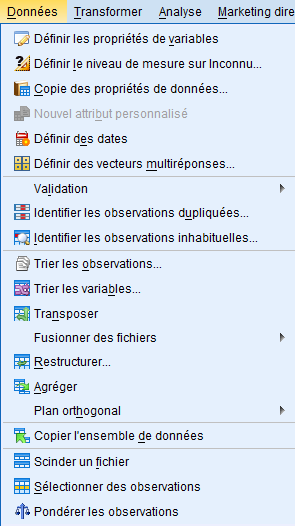 Données Transformer Analyse Marketing dire
Définir les propriétés de variables
Définir le niveau de mesure sur Inconnu...
Copie des propriétés de données...
Nouvel attribut personnalisé
Définir des dates
Définir des vecteurs multiréponses...
Validation
Identifier les observations dupliquées...
Identifier les observations inhabituelles...
Trier les observations...
Trier les variables...
Transposer
Fusionner des fichiers
Restructurer...
Agréger
Plan orthogonal
Copier l'ensemble de données
Scinder un fichier
Sélectionner des observations
Pondérer les observations